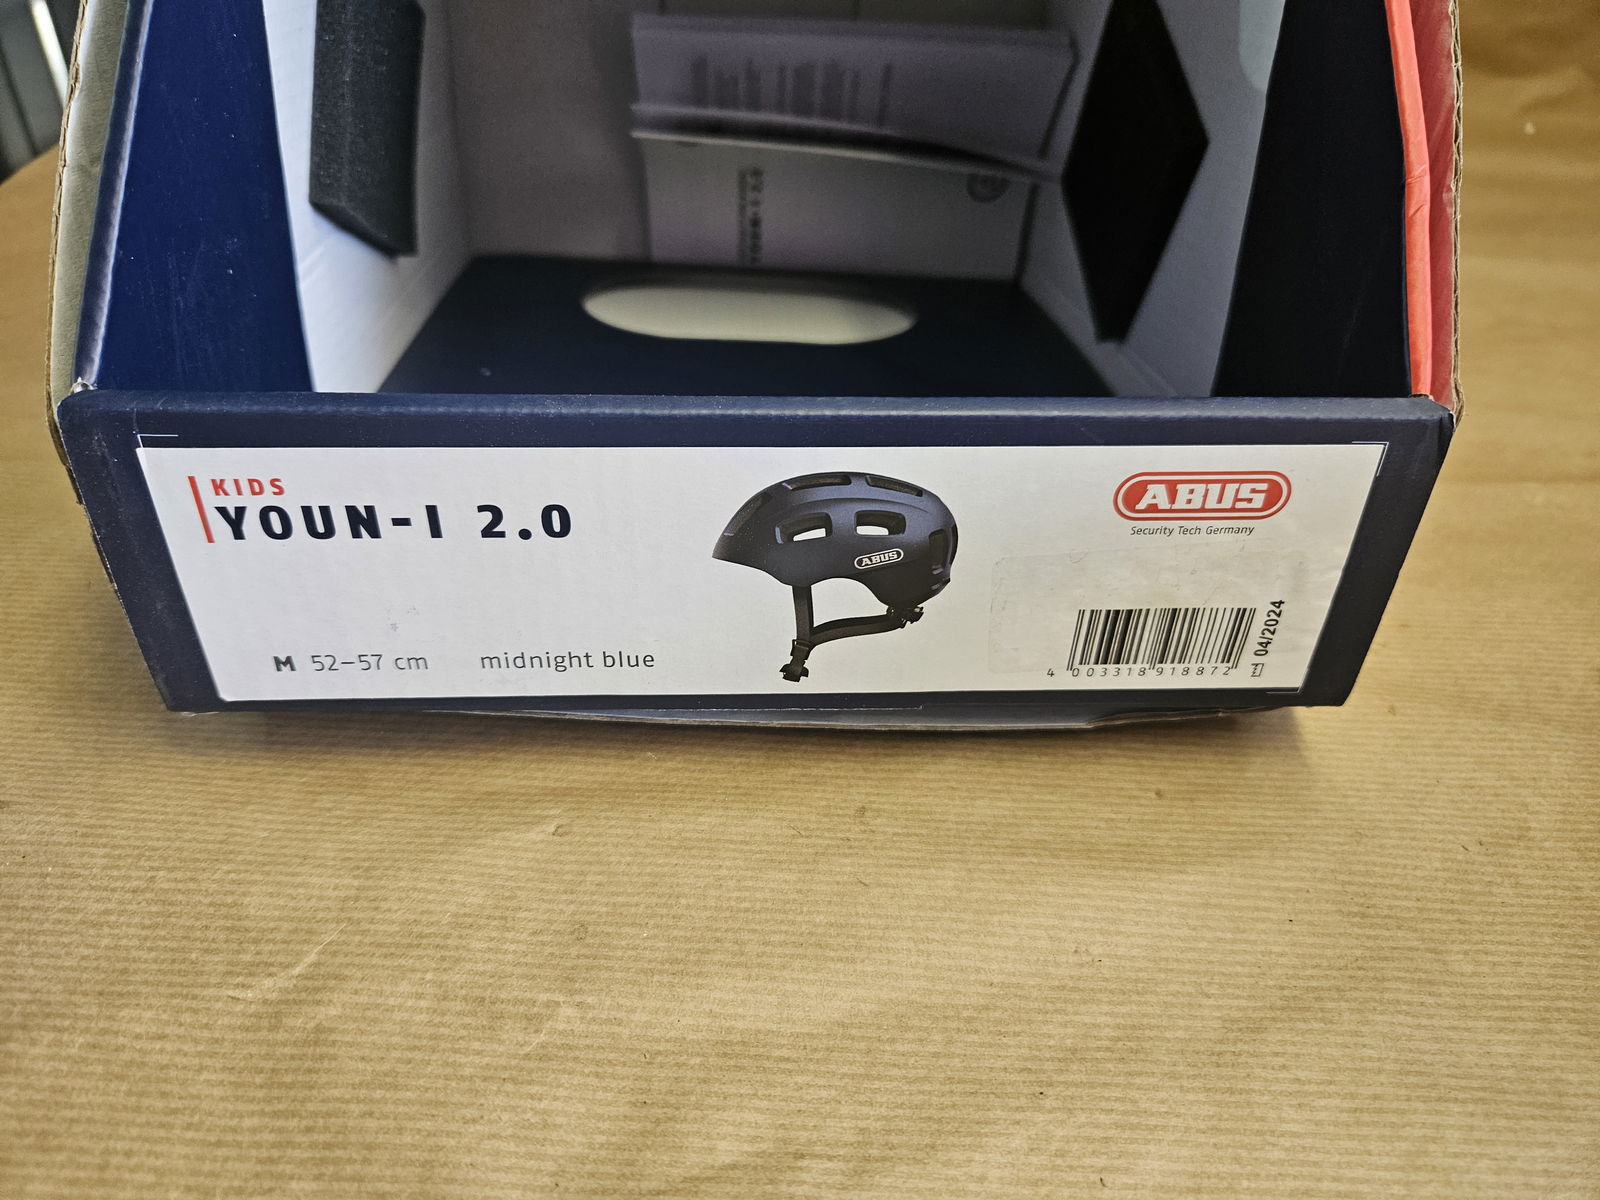 KIDS
YOUN-I 2.0
M 52–57 cm midnight blue
ABUS
ABUS
Security Tech Germany
4 003318 918872
04/2024